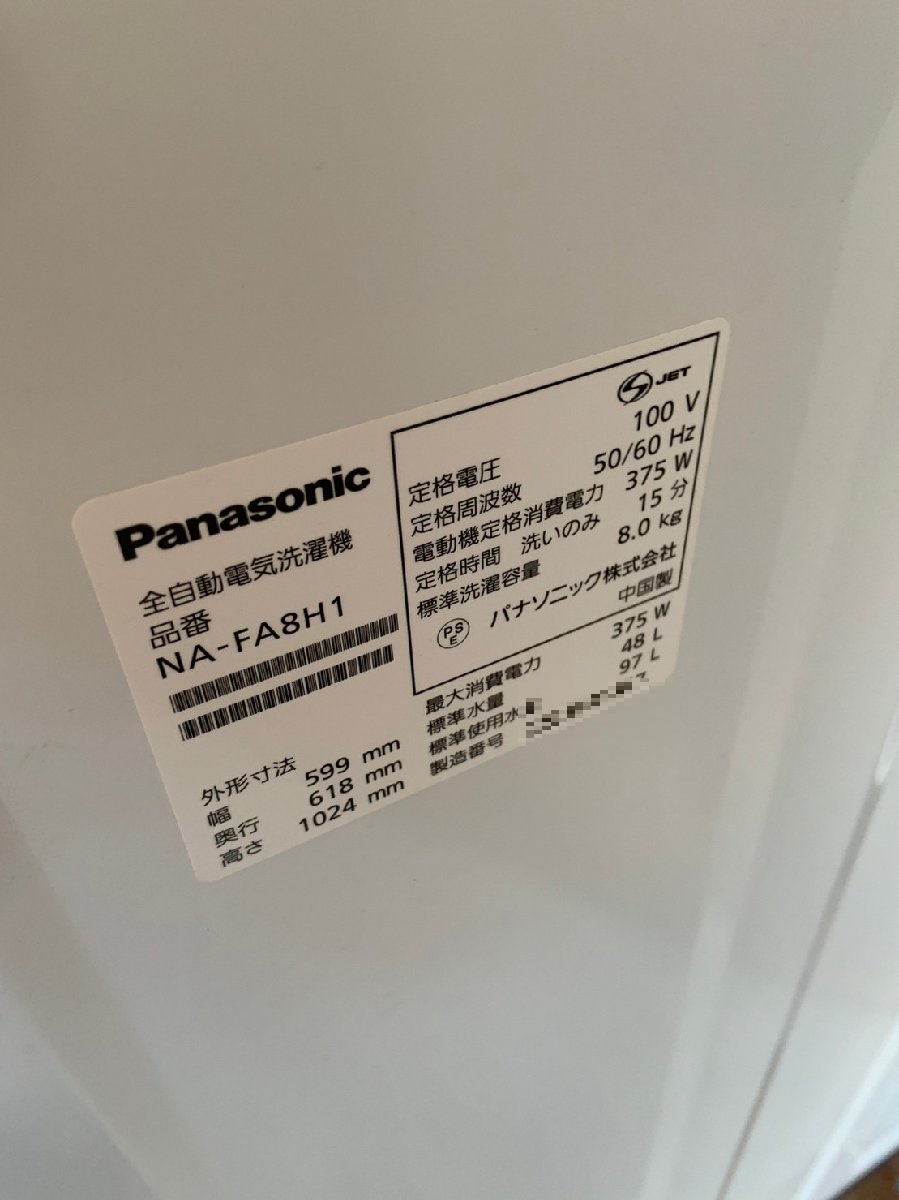 Panasonic
全自動電気洗濯機
品番
NA-FA8H1
外形寸法
幅 599 mm
奥行 618 mm
高さ 1024 mm
JET
定格電圧 100 V
定格周波数 50/60 Hz
電動機定格消費電力 375 W
定格時間 洗いのみ 15 分
標準洗濯容量 8.0 kg
PS
E
パナソニック株式会社
中国製
最大消費電力 375 W
標準水量 48 L
標準使用水 97 L
製造番号